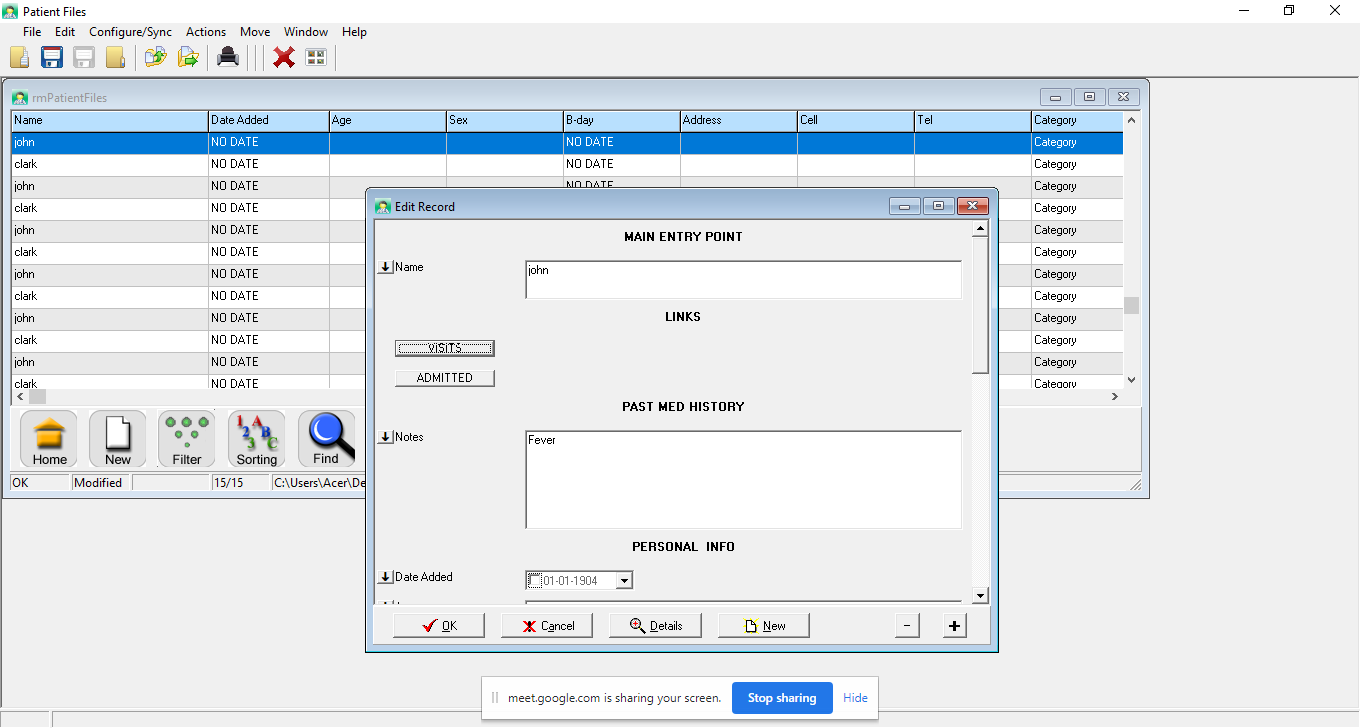 Patient Files
File Edit Configure/Sync Actions Move Window Help
rmPatientFiles
Name Date Added Age Sex B-day Address Cell Tel Category
john NO DATE NO DATE Category
clark NO DATE NO DATE Category
john NO DATE NO DATE Category
clark NO DATE Category
john NO DATE Category
clark NO DATE Category
john NO DATE Category
clark NO DATE Category
john NO DATE Category
clark NO DATE Category
john NO DATE Category
clark NO DATE Category
Edit Record
MAIN ENTRY POINT
Name john
LINKS
VISITS
ADMITTED
PAST MED HISTORY
Notes Fever
PERSONAL INFO
Date Added 01-01-1904
OK Cancel Details New - +
Home New Filter Sorting Find
OK Modified 15/15 C:\Users\Acer\De
meet.google.com is sharing your screen. Stop sharing Hide